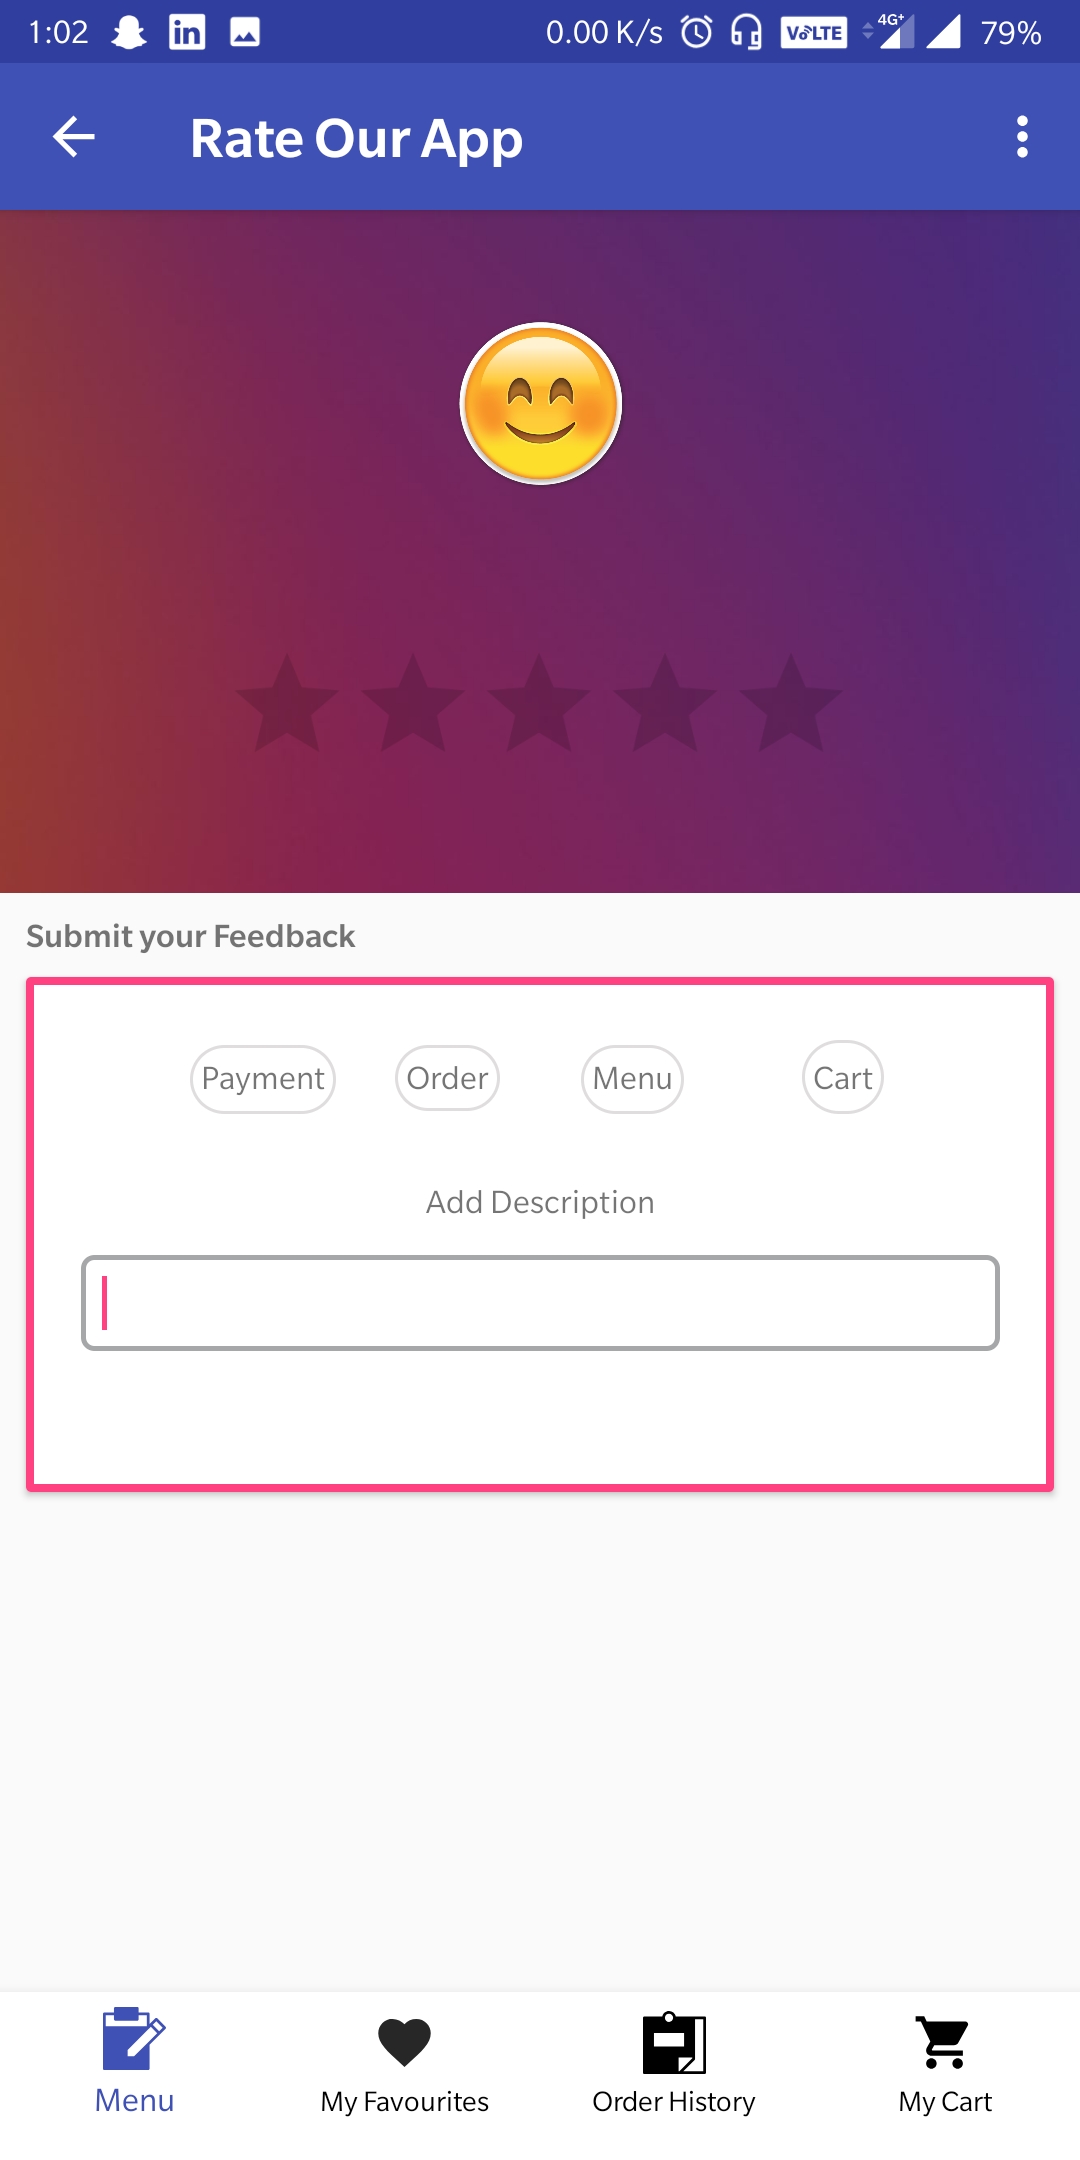 1:02 in 0.00 K/s VoLTE 4G+ 79%
Rate Our App
Submit your Feedback
Payment Order Menu Cart
Add Description
Menu My Favourites Order History My Cart